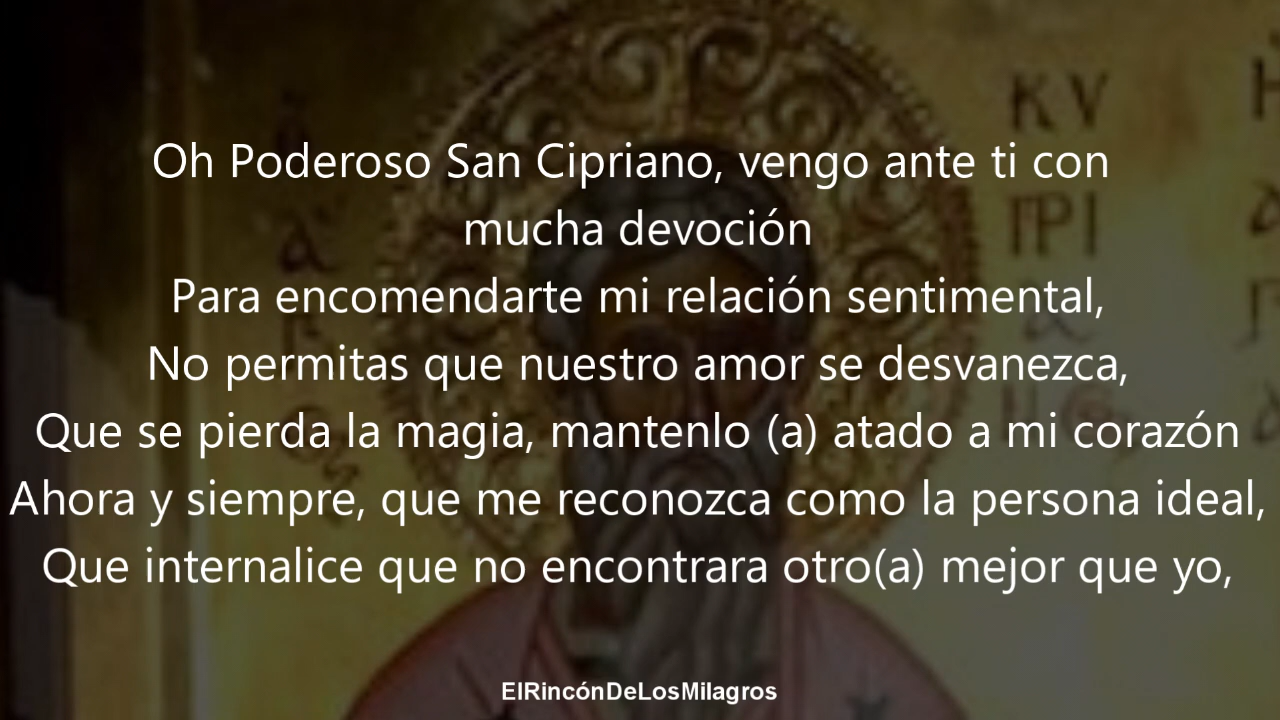 Oh Poderoso San Cipriano, vengo ante ti con
mucha devoción
Para encomendarte mi relación sentimental,
No permitas que nuestro amor se desvanezca,
Que se pierda la magia, mantenlo (a) atado a mi corazón
Ahora y siempre, que me reconozca como la persona ideal,
Que internalice que no encontrara otro(a) mejor que yo,
ElRincónDeLosMilagros
ΚΥ
ΠΡΙ